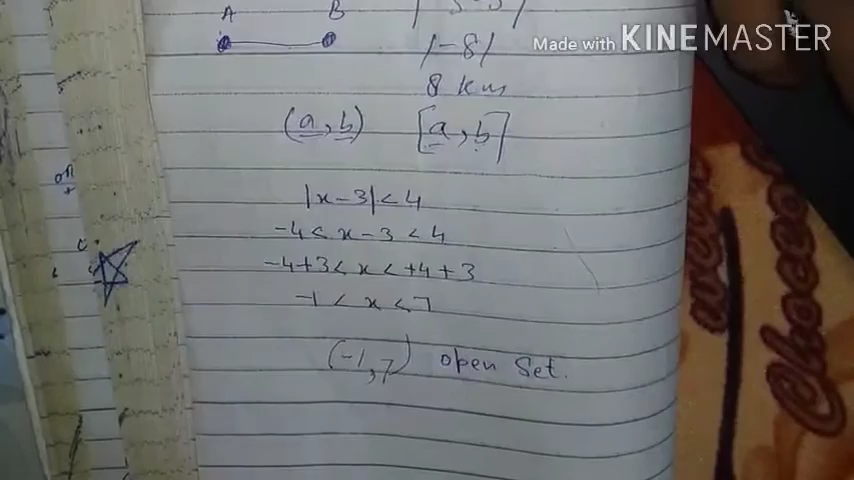 A B
Made with KINEMASTER
|-8|
8 Km
(a, b) [a, b]
|x-3| < 4
-4 < x - 3 < 4
-4+3 < x < +4+3
-1 < x < 7
(-1, 7) open Set.
Chocco